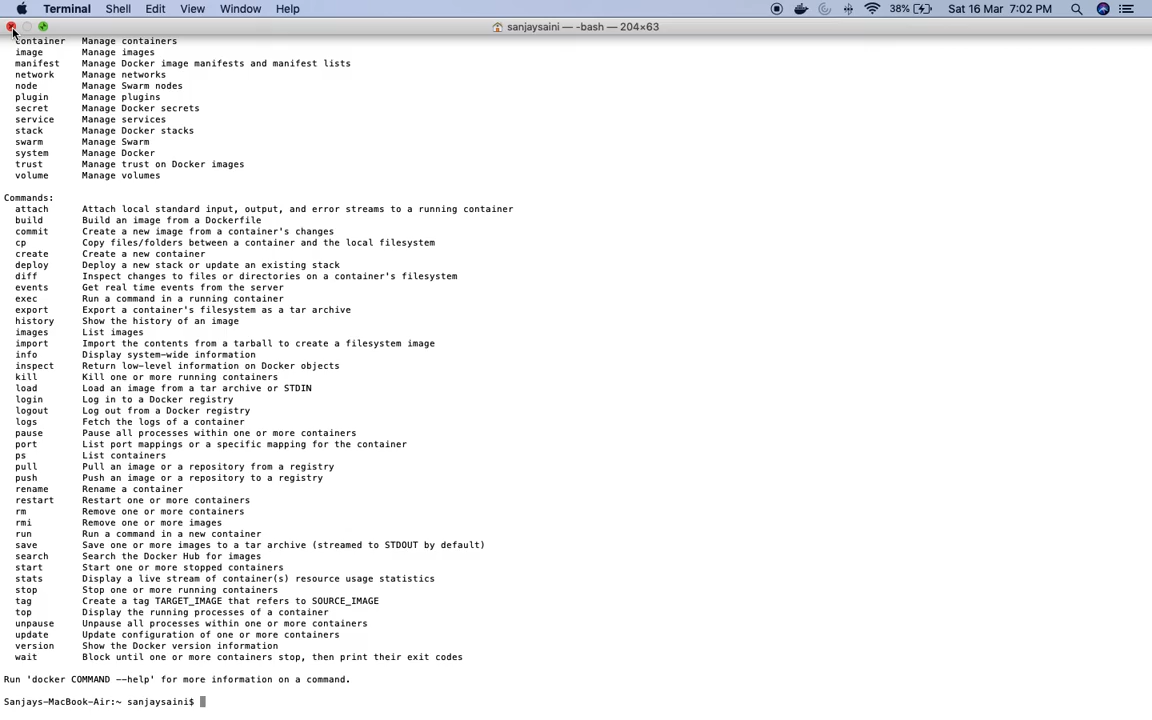 Terminal Shell Edit View Window Help 38% Sat 16 Mar 7:02 PM
sanjaysaini — -bash — 204×63
container Manage containers
image Manage images
manifest Manage Docker image manifests and manifest lists
network Manage networks
node Manage Swarm nodes
plugin Manage plugins
secret Manage Docker secrets
service Manage services
stack Manage Docker stacks
swarm Manage Swarm
system Manage Docker
trust Manage trust on Docker images
volume Manage volumes
Commands:
attach Attach local standard input, output, and error streams to a running container
build Build an image from a Dockerfile
commit Create a new image from a container's changes
cp Copy files/folders between a container and the local filesystem
create Create a new container
deploy Deploy a new stack or update an existing stack
diff Inspect changes to files or directories on a container's filesystem
events Get real time events from the server
exec Run a command in a running container
export Export a container's filesystem as a tar archive
history Show the history of an image
images List images
import Import the contents from a tarball to create a filesystem image
info Display system-wide information
inspect Return low-level information on Docker objects
kill Kill one or more running containers
load Load an image from a tar archive or STDIN
login Log in to a Docker registry
logout Log out from a Docker registry
logs Fetch the logs of a container
pause Pause all processes within one or more containers
port List port mappings or a specific mapping for the container
ps List containers
pull Pull an image or a repository from a registry
push Push an image or a repository to a registry
rename Rename a container
restart Restart one or more containers
rm Remove one or more containers
rmi Remove one or more images
run Run a command in a new container
save Save one or more images to a tar archive (streamed to STDOUT by default)
search Search the Docker Hub for images
start Start one or more stopped containers
stats Display a live stream of container(s) resource usage statistics
stop Stop one or more running containers
tag Create a tag TARGET_IMAGE that refers to SOURCE_IMAGE
top Display the running processes of a container
unpause Unpause all processes within one or more containers
update Update configuration of one or more containers
version Show the Docker version information
wait Block until one or more containers stop, then print their exit codes
Run 'docker COMMAND --help' for more information on a command.
Sanjays-MacBook-Air:~ sanjaysaini$